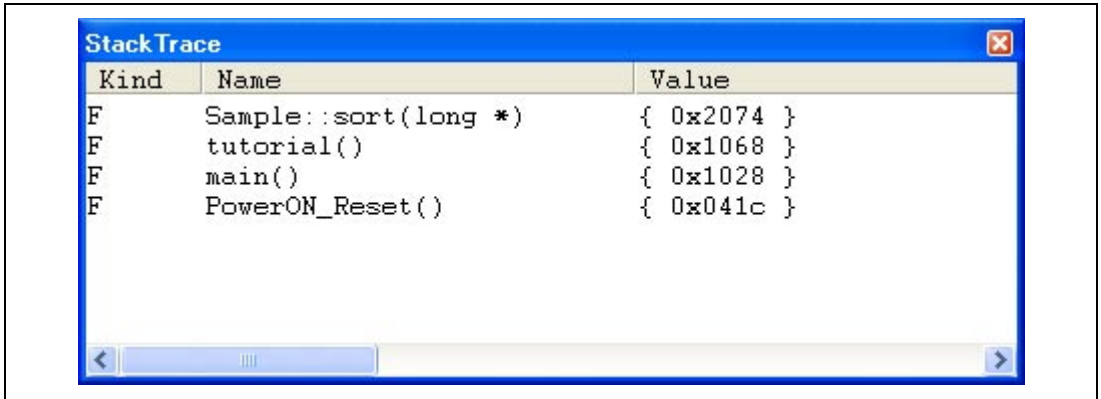 StackTrace
Kind Name Value
F Sample::sort(long *) { 0x2074 }
F tutorial() { 0x1068 }
F main() { 0x1028 }
F PowerON_Reset() { 0x041c }